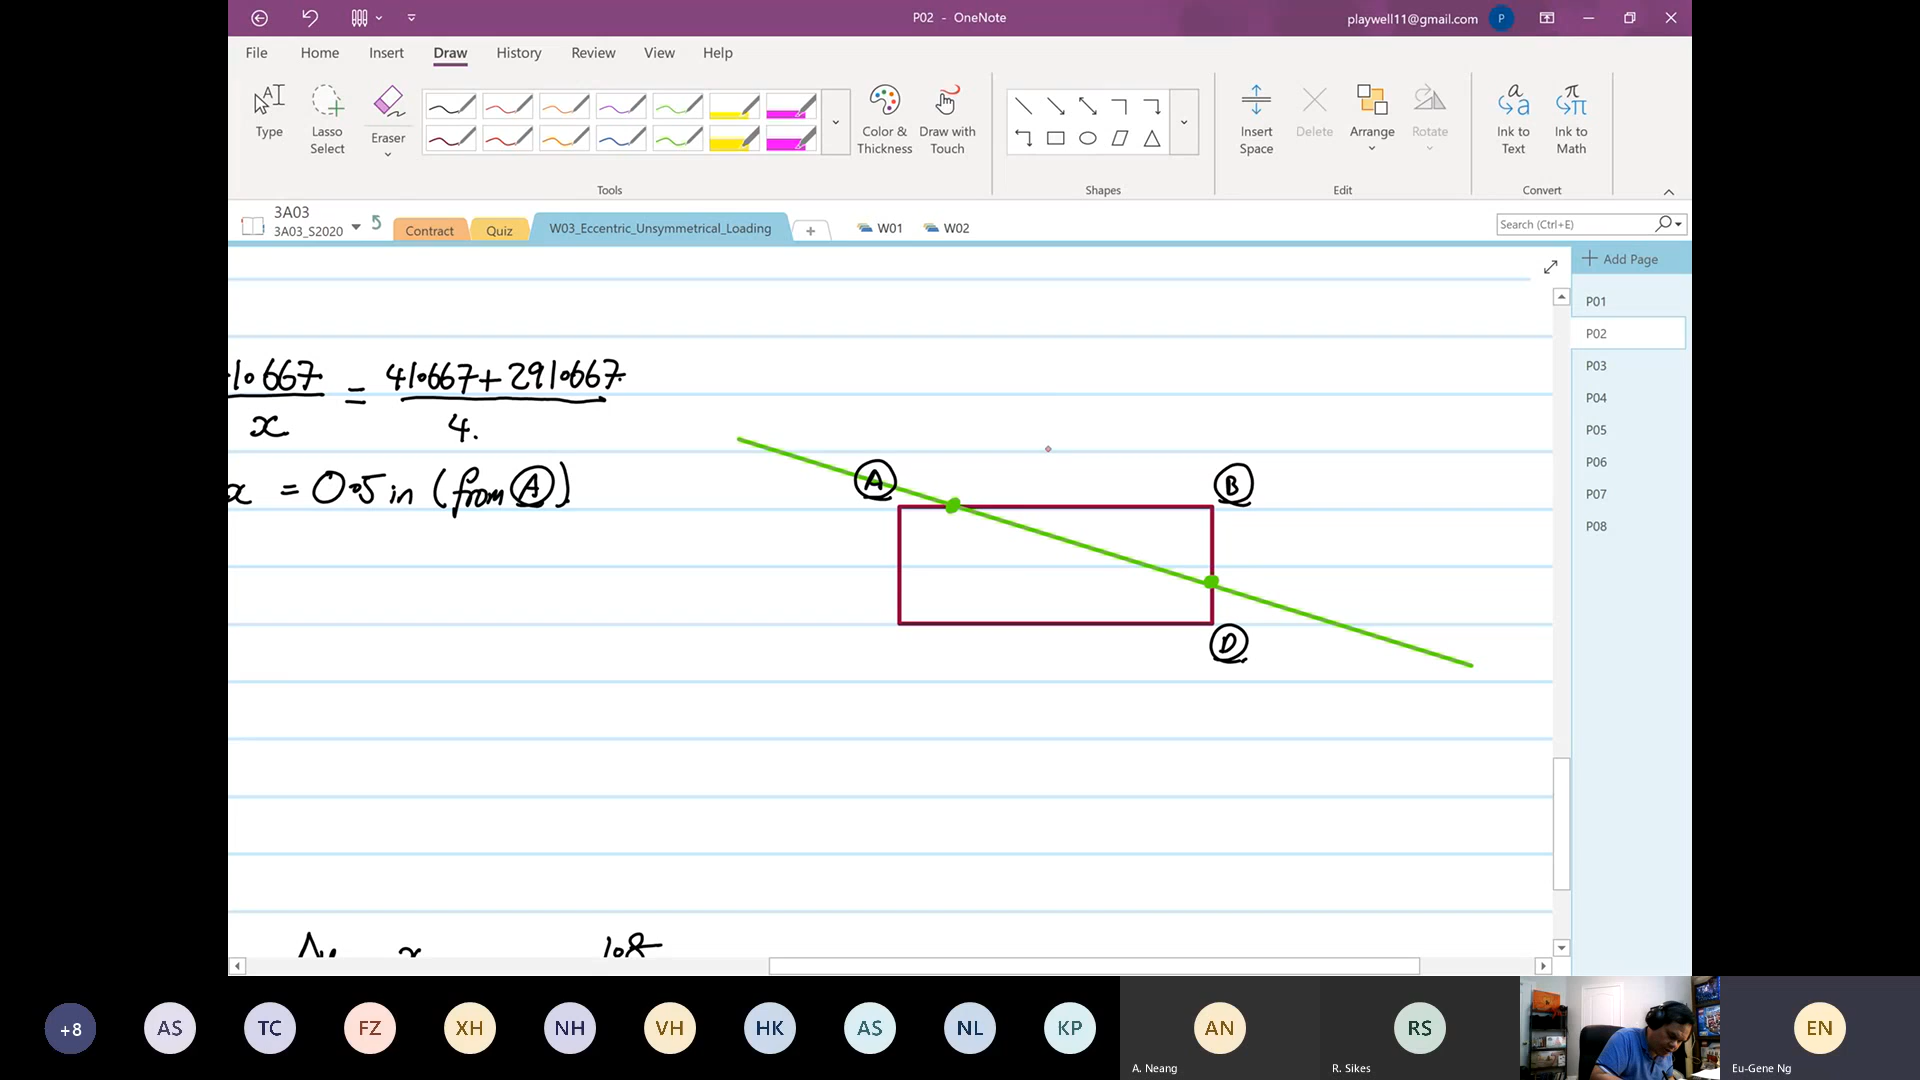 P02 - OneNote
playwell11@gmail.com
P
File Home Insert Draw History Review View Help
Type
Lasso Select
Eraser
Color & Thickness
Draw with Touch
Insert Space
Delete
Arrange
Rotate
Ink to Text
Ink to Math
Tools
Shapes
Edit
Convert
3A03
3A03_S2020
Contract
Quiz
W03_Eccentric_Unsymmetrical_Loading
+
W01
W02
Search (Ctrl+E)
Add Page
P01
P02
P03
P04
P05
P06
P07
P08
1.667 = 41.667+291.667
x 4.
x = 0.5 in (from A)
A
B
D
+8
AS
TC
FZ
XH
NH
VH
HK
AS
NL
KP
AN
A. Neang
RS
R. Sikes
EN
Eu-Gene Ng